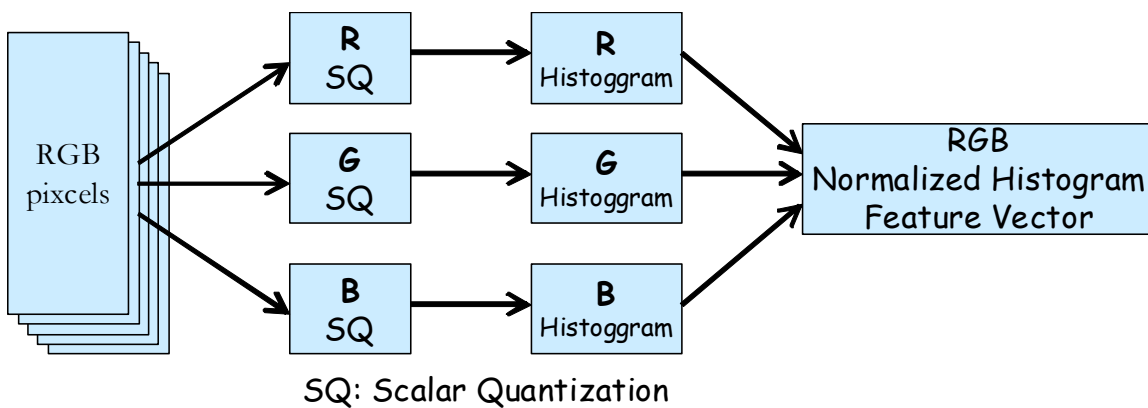 RGB
pixcels
R
SQ
R
Histoggram
G
SQ
G
Histoggram
B
SQ
B
Histoggram
RGB
Normalized Histogram
Feature Vector
SQ: Scalar Quantization